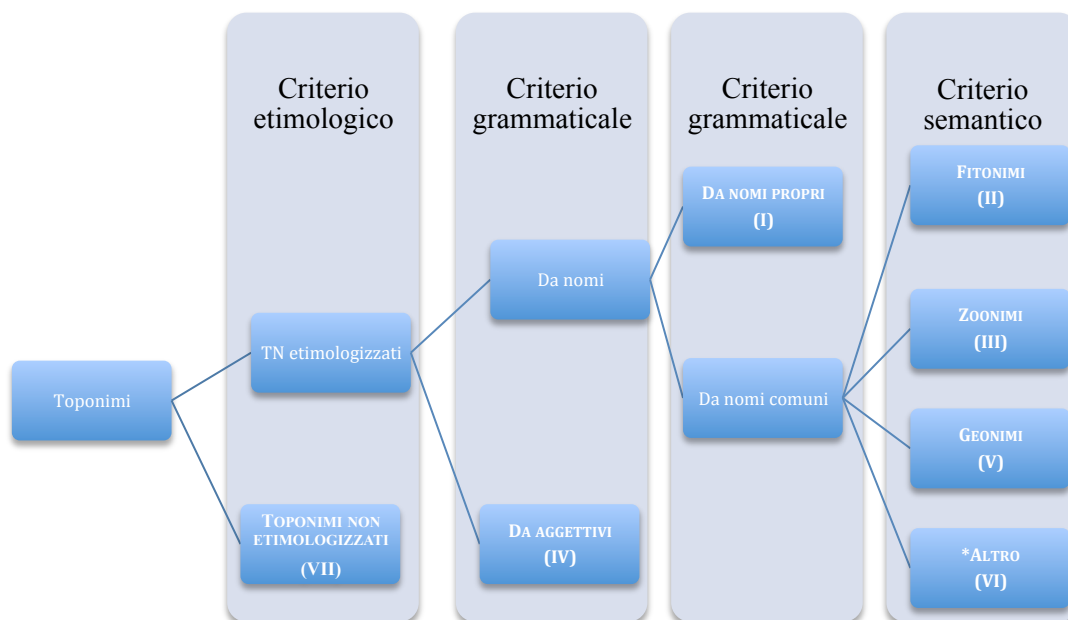 Criterio
etimologico
Criterio
grammaticale
Criterio
grammaticale
Criterio
semantico
Toponimi
TN etimologizzati
TOPONIMI NON
ETIMOLOGIZZATI
(VII)
Da nomi
DA AGGETTIVI
(IV)
DA NOMI PROPRI
(I)
Da nomi comuni
FITONIMI
(II)
ZOONIMI
(III)
GEONIMI
(V)
*ALTRO
(VI)